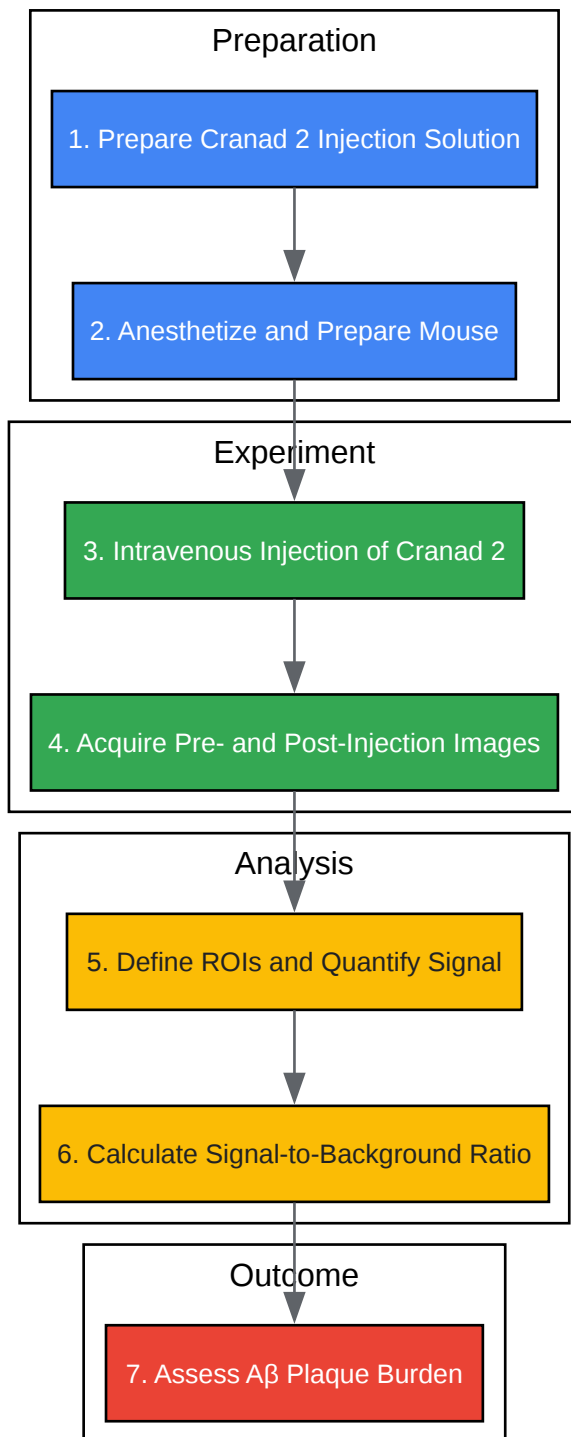 Preparation
1. Prepare Cranad 2 Injection Solution
2. Anesthetize and Prepare Mouse
Experiment
3. Intravenous Injection of Cranad 2
4. Acquire Pre- and Post-Injection Images
Analysis
5. Define ROIs and Quantify Signal
6. Calculate Signal-to-Background Ratio
Outcome
7. Assess Aβ Plaque Burden